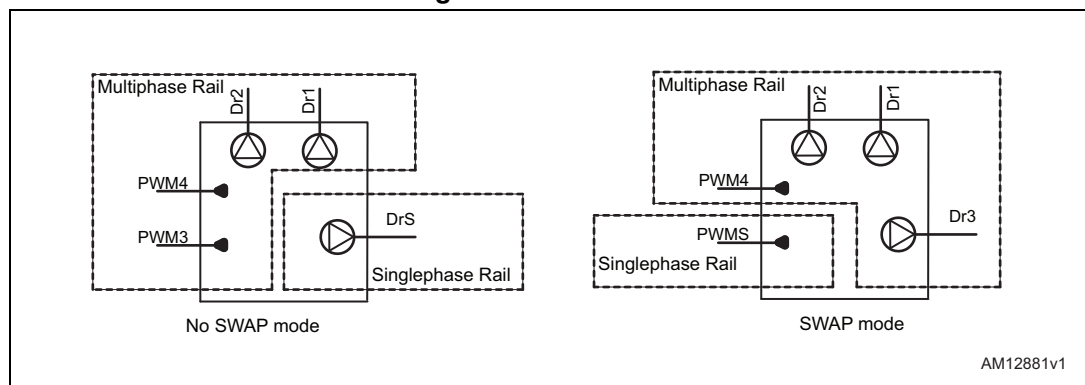 Multiphase Rail
Dr2
Dr1
PWM4
PWM3
DrS
Singlephase Rail
No SWAP mode
Multiphase Rail
Dr2
Dr1
PWM4
PWMS
Dr3
Singlephase Rail
SWAP mode
AM12881v1